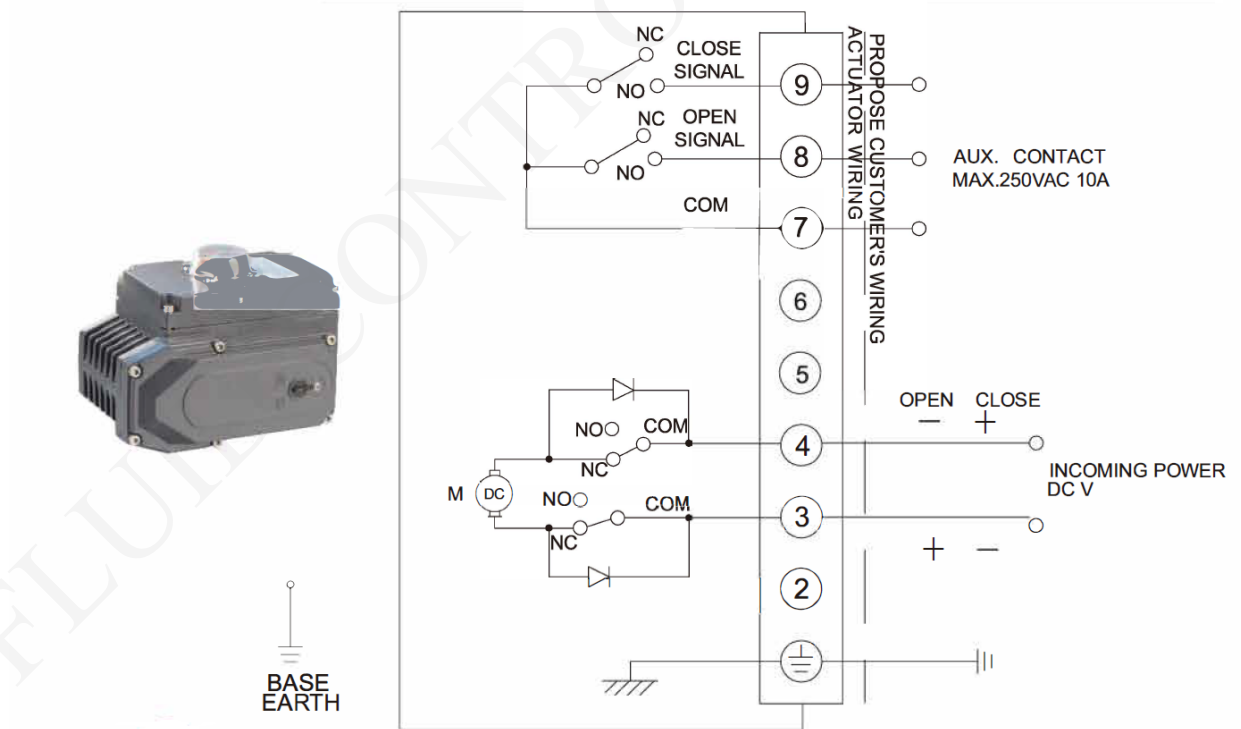 FLUID CONTRO
NC
CLOSE
SIGNAL
NO
9
NC
OPEN
SIGNAL
NO
8
AUX. CONTACT
MAX.250VAC 10A
COM
7
PROPOSE CUSTOMER'S WIRING
ACTUATOR WIRING
6
5
OPEN CLOSE
− +
NO
COM
4
NC
INCOMING POWER
DC V
M
DC
NO
COM
3
NC
+ −
2
BASE
EARTH